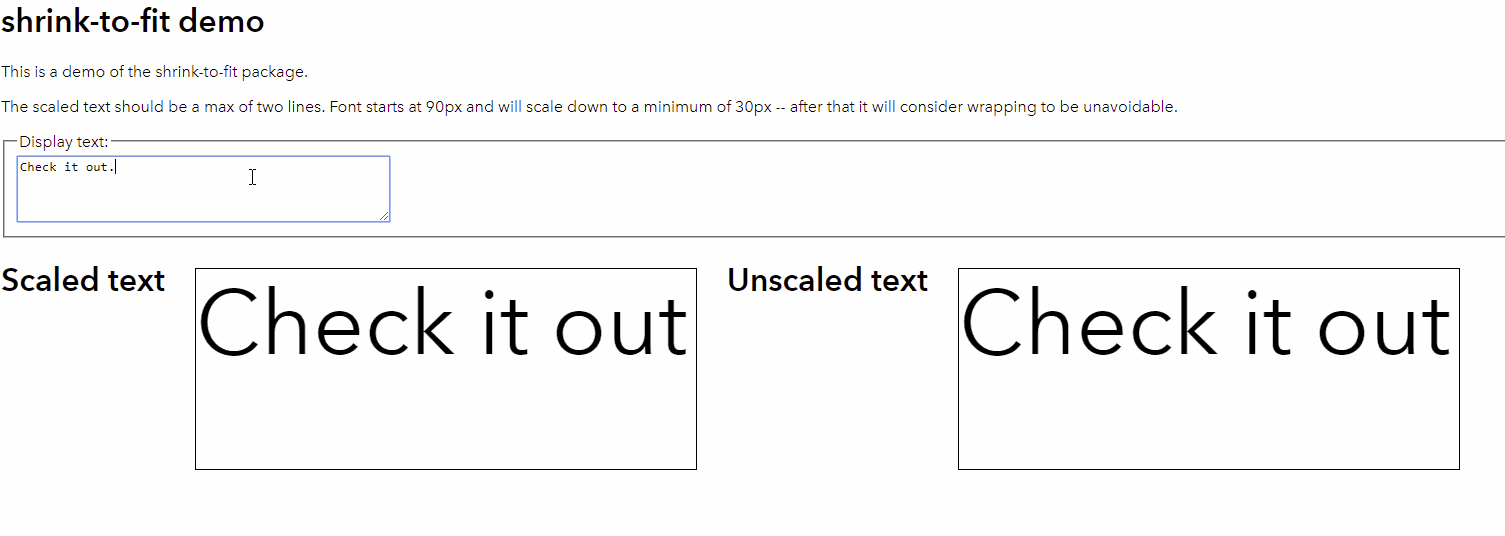 shrink-to-fit demo
This is a demo of the shrink-to-fit package.
The scaled text should be a max of two lines. Font starts at 90px and will scale down to a minimum of 30px -- after that it will consider wrapping to be unavoidable.
Display text:
Check it out.
Scaled text
Check it out
Unscaled text
Check it out